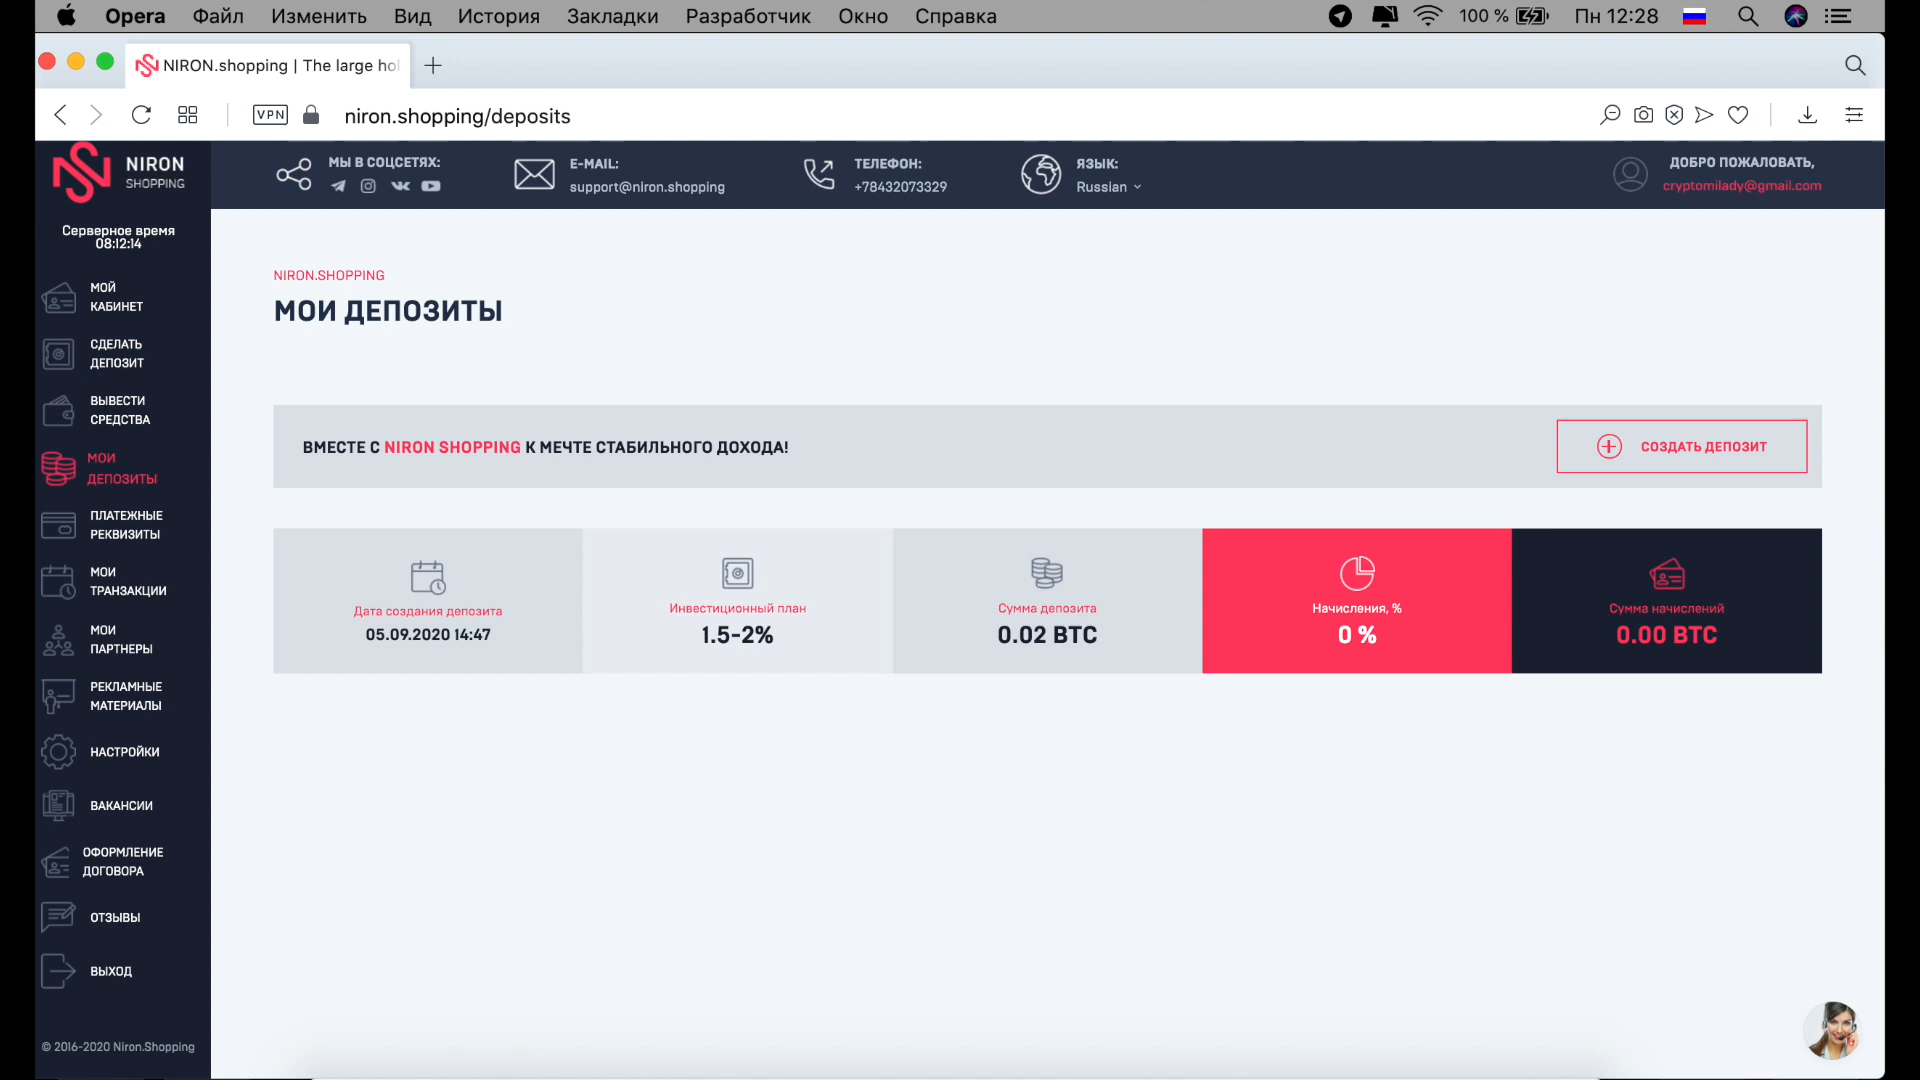 Opera Файл Изменить Вид История Закладки Разработчик Окно Справка 100 % Пн 12:28
NIRON.shopping | The large hol
VPN niron.shopping/deposits
NIRON
SHOPPING
МЫ В СОЦСЕТЯХ:
E-MAIL:
support@niron.shopping
ТЕЛЕФОН:
+78432073329
ЯЗЫК:
Russian
ДОБРО ПОЖАЛОВАТЬ,
cryptomilady@gmail.com
Серверное время
08:12:14
МОЙ
КАБИНЕТ
СДЕЛАТЬ
ДЕПОЗИТ
ВЫВЕСТИ
СРЕДСТВА
МОИ
ДЕПОЗИТЫ
ПЛАТЕЖНЫЕ
РЕКВИЗИТЫ
МОИ
ТРАНЗАКЦИИ
МОИ
ПАРТНЕРЫ
РЕКЛАМНЫЕ
МАТЕРИАЛЫ
НАСТРОЙКИ
ВАКАНСИИ
ОФОРМЛЕНИЕ
ДОГОВОРА
ОТЗЫВЫ
ВЫХОД
© 2016-2020 Niron.Shopping
NIRON.SHOPPING
МОИ ДЕПОЗИТЫ
ВМЕСТЕ С NIRON SHOPPING К МЕЧТЕ СТАБИЛЬНОГО ДОХОДА!
СОЗДАТЬ ДЕПОЗИТ
Дата создания депозита
05.09.2020 14:47
Инвестиционный план
1.5-2%
Сумма депозита
0.02 BTC
Начисления, %
0 %
Сумма начислений
0.00 BTC